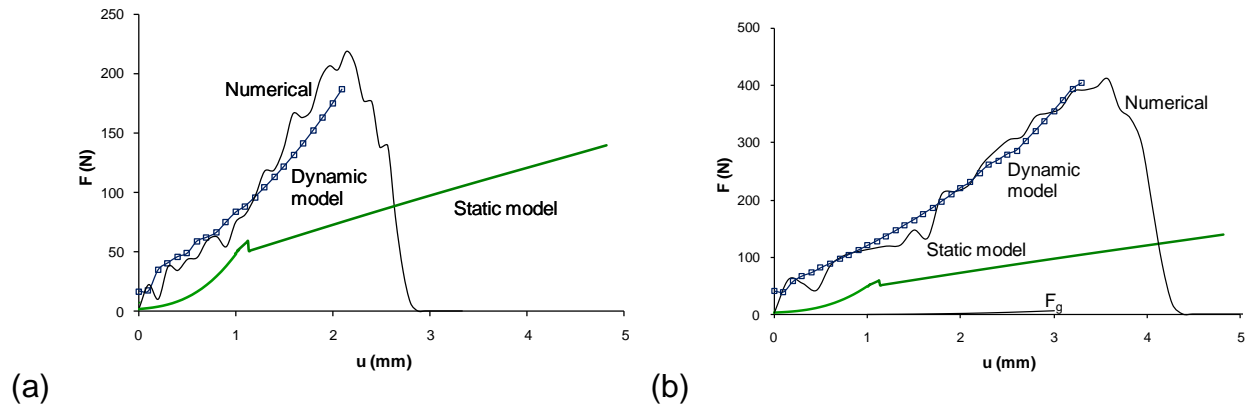 250
200
150
100
50
0
F (N)
Numerical
Dynamic
model
Static model
0 1 2 3 4 5
u (mm)
(a)
500
400
300
200
100
0
F (N)
Numerical
Dynamic
model
Static model
Fg
0 1 2 3 4 5
u (mm)
(b)